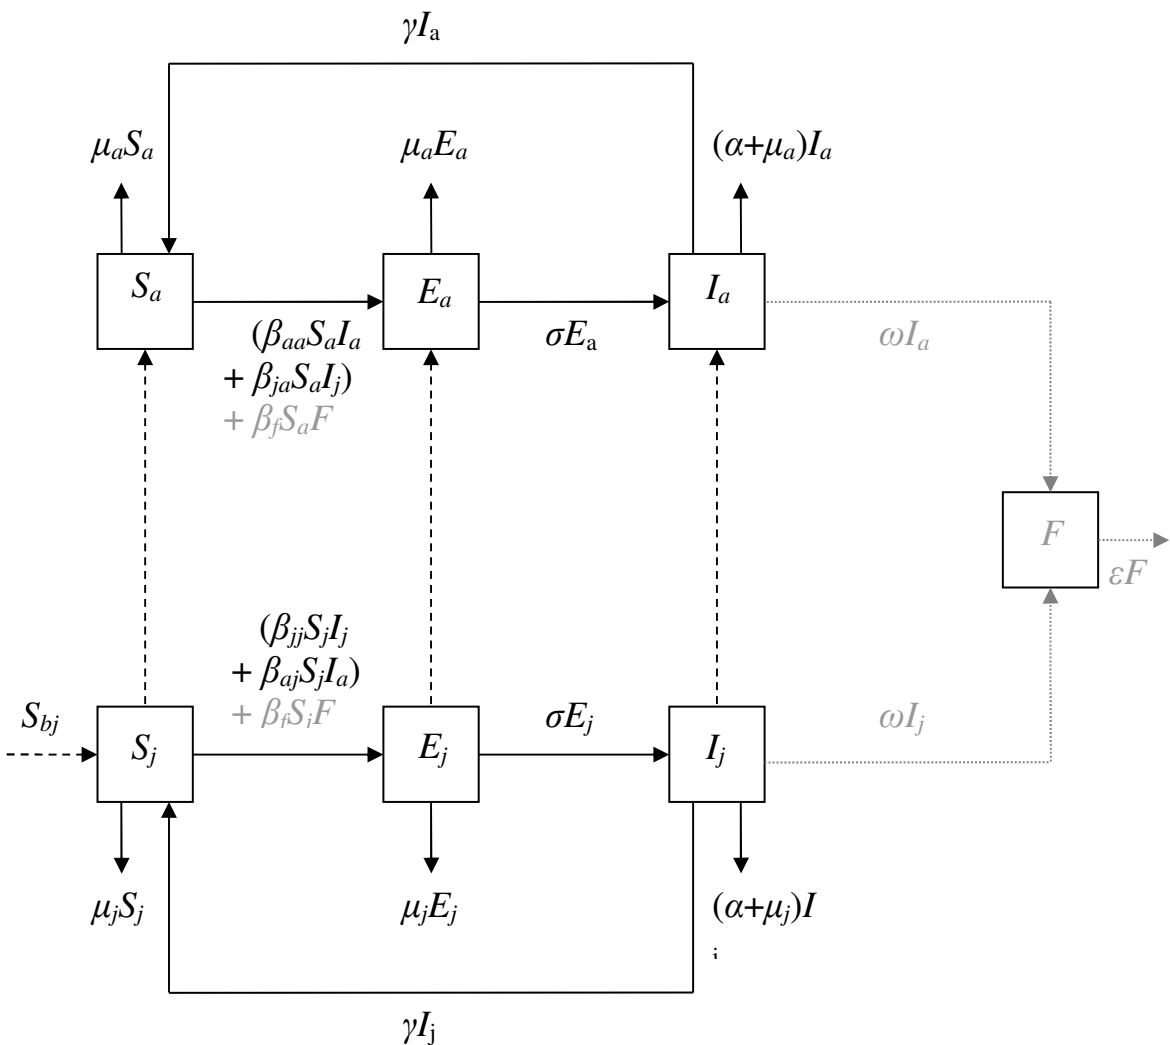 γIa
μaSa
μaEa
(α+μa)Ia
Sa
Ea
Ia
(βaaSaIa
+ βjaSaIj)
+ βfSaF
σEa
ωIa
F
εF
(βjjSjIj
+ βajSjIa)
+ βfSjF
Sbj
σEj
ωIj
Sj
Ej
Ij
μjSj
μjEj
(α+μj)I
j
γIj